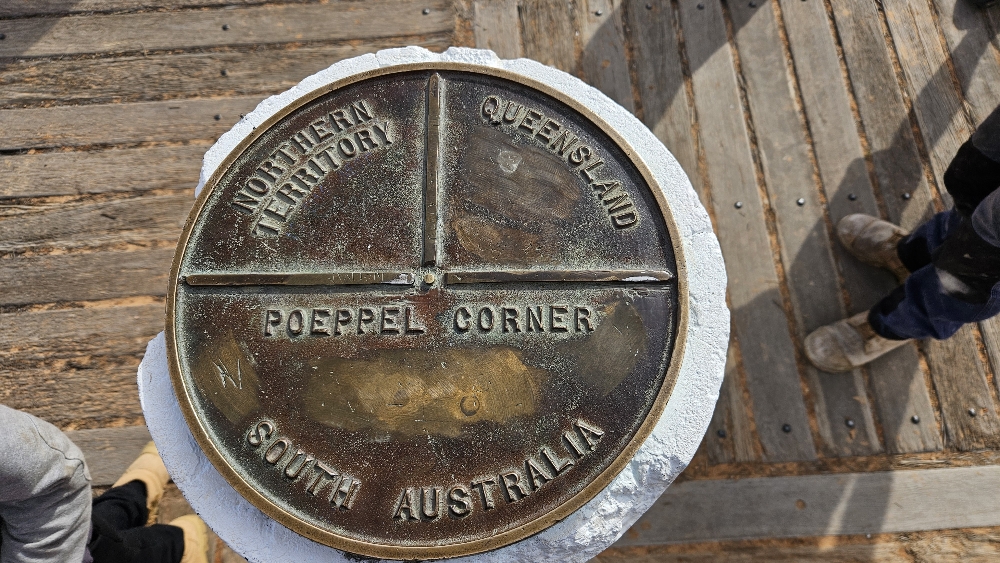 NORTHERN
TERRITORY
QUEENSLAND
POEPPEL CORNER
SOUTH AUSTRALIA